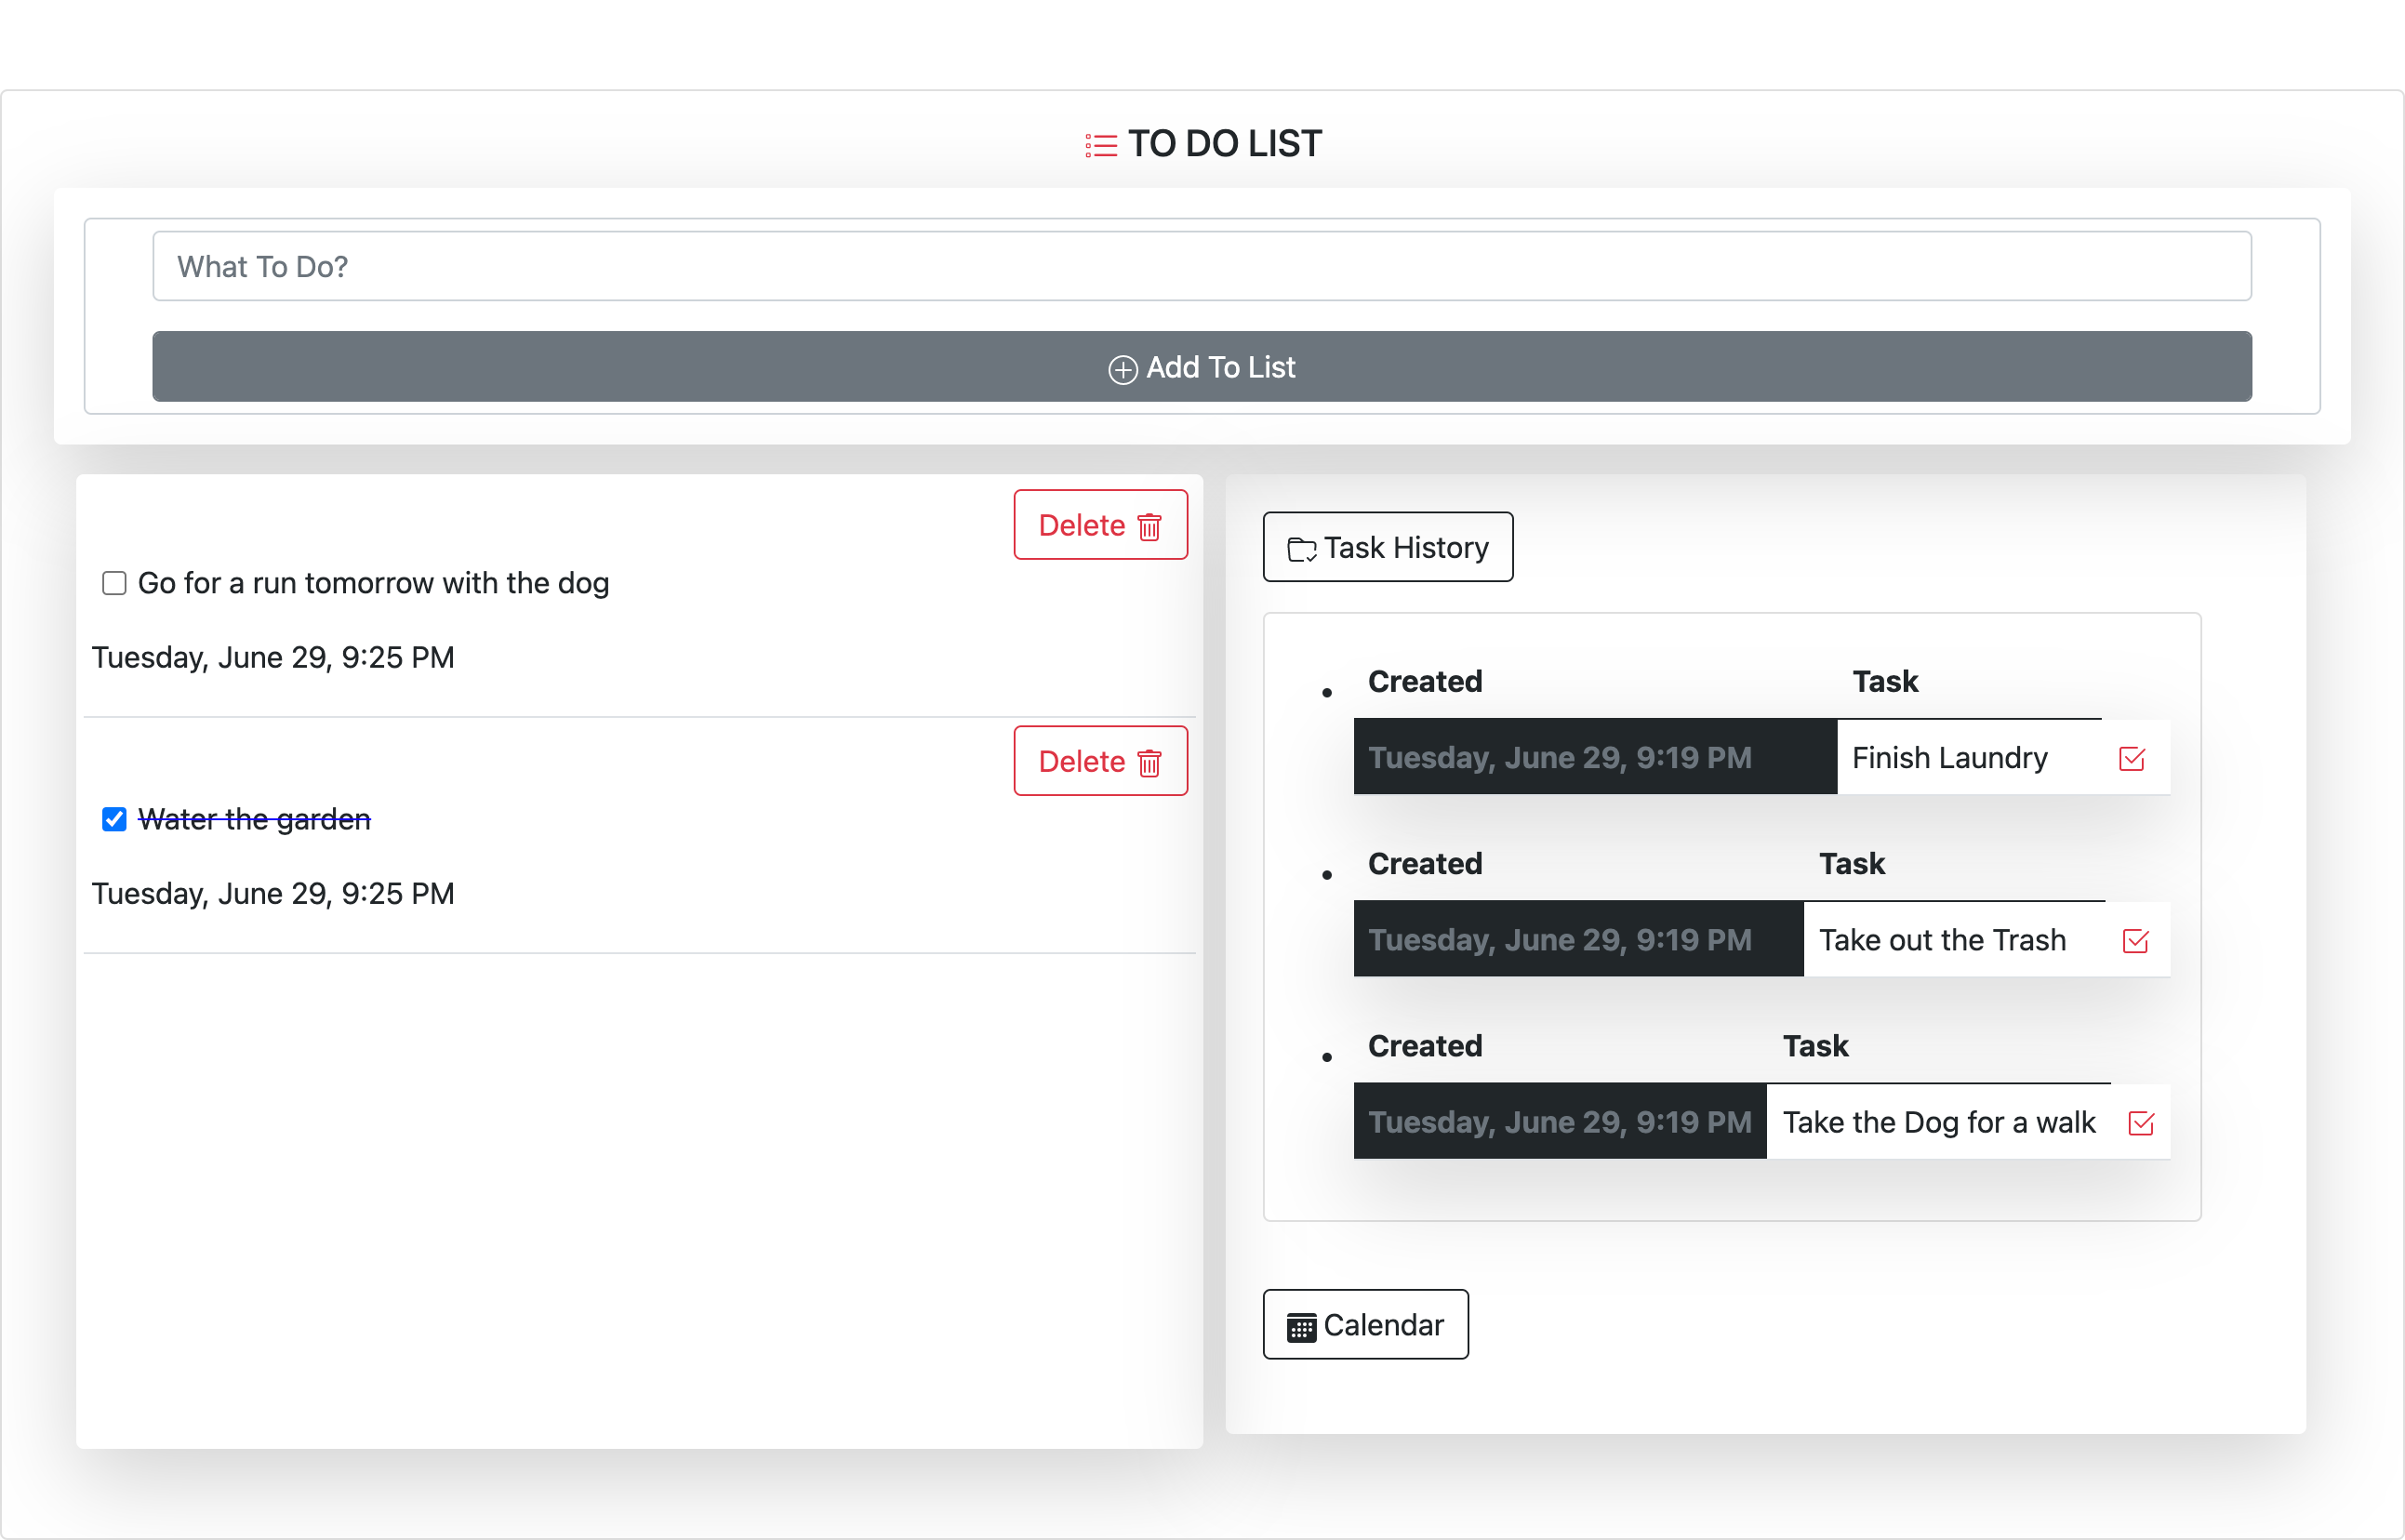 TO DO LIST
What To Do?
Add To List
Delete
Go for a run tomorrow with the dog
Tuesday, June 29, 9:25 PM
Delete
Water the garden
Tuesday, June 29, 9:25 PM
Task History
Created Task
Tuesday, June 29, 9:19 PM Finish Laundry
Created Task
Tuesday, June 29, 9:19 PM Take out the Trash
Created Task
Tuesday, June 29, 9:19 PM Take the Dog for a walk
Calendar